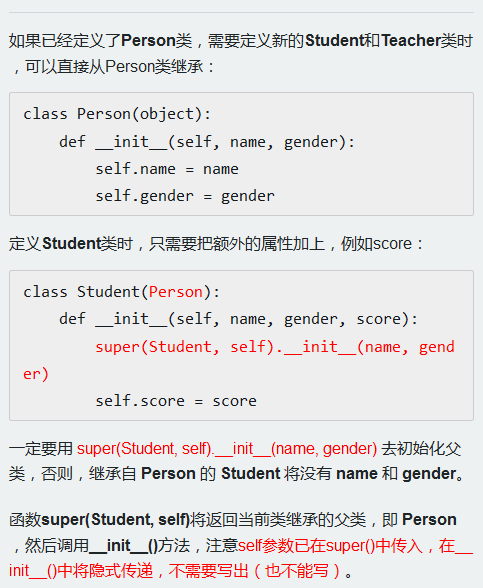 如果已经定义了Person类，需要定义新的Student和Teacher类时
，可以直接从Person类继承：
class Person(object):
    def __init__(self, name, gender):
        self.name = name
        self.gender = gender
定义Student类时，只需要把额外的属性加上，例如score：
class Student(Person):
    def __init__(self, name, gender, score):
        super(Student, self).__init__(name, gend
er)
        self.score = score
一定要用 super(Student, self).__init__(name, gender) 去初始化父
类，否则，继承自 Person 的 Student 将没有 name 和 gender。
函数super(Student, self)将返回当前类继承的父类，即 Person
，然后调用__init__()方法，注意self参数已在super()中传入，在__
init__()中将隐式传递，不需要写出（也不能写）。